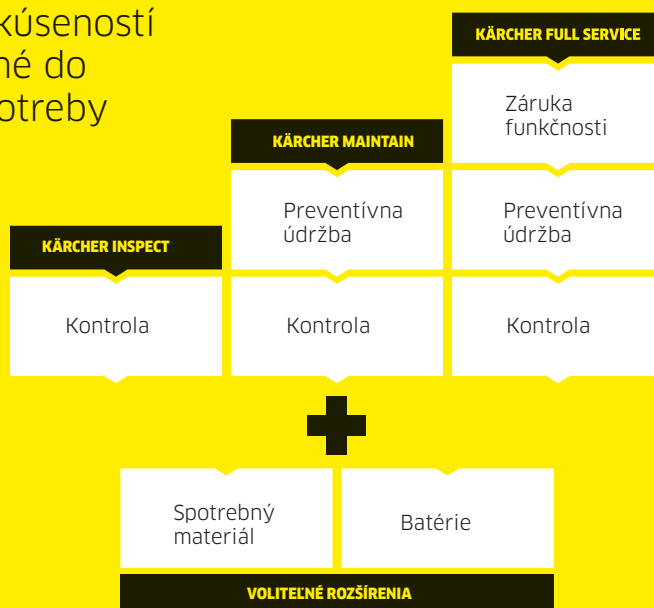 kúseností
né do
otreby
KÄRCHER FULL SERVICE
Záruka
funkčnosti
KÄRCHER MAINTAIN
Preventívna
údržba
Preventívna
údržba
KÄRCHER INSPECT
Kontrola
Kontrola
Kontrola
Spotrebný
materiál
Batérie
VOLITEĽNÉ ROZŠÍRENIA